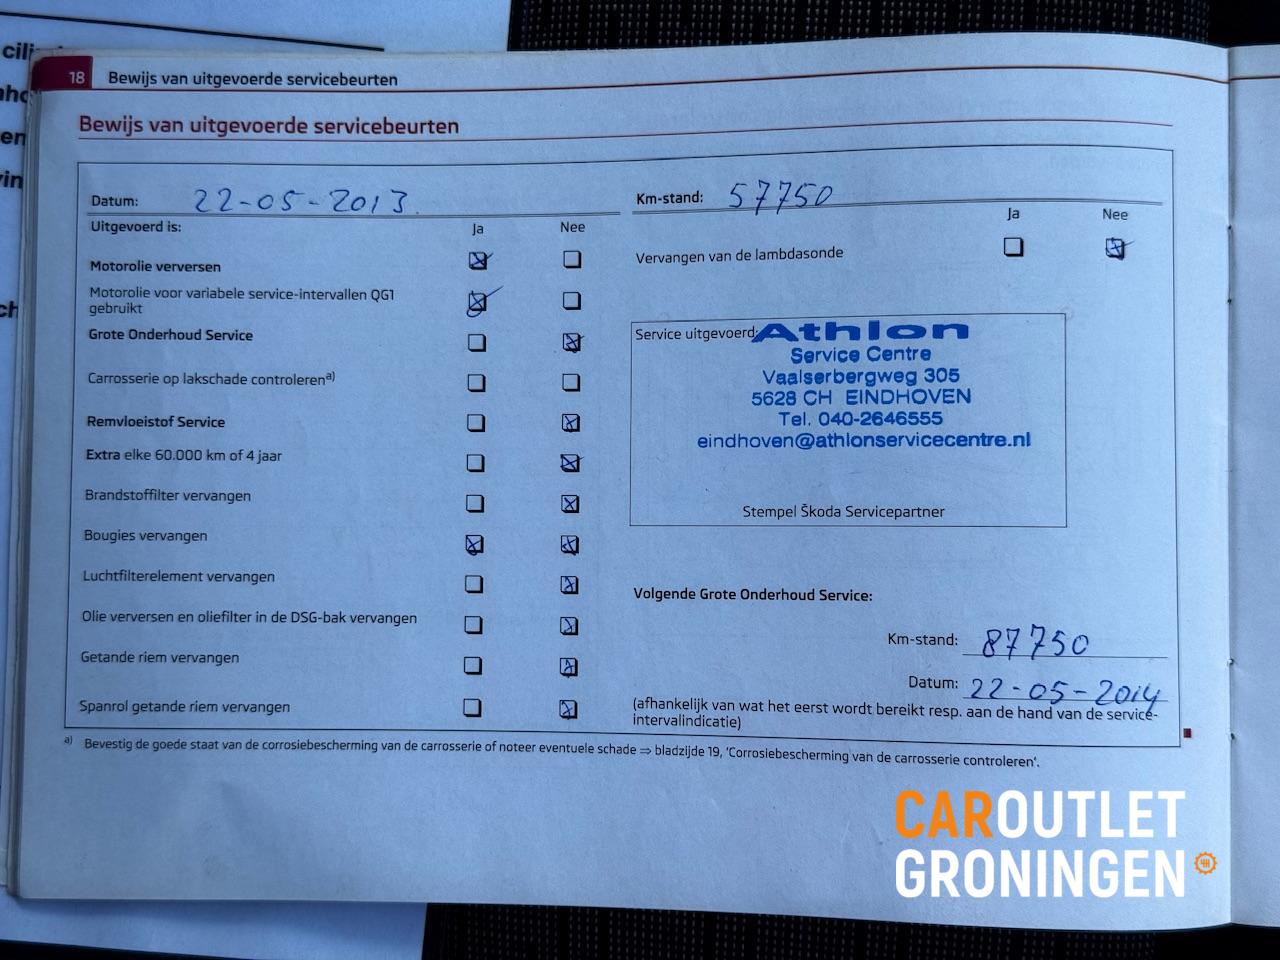 18 Bewijs van uitgevoerde servicebeurten
Bewijs van uitgevoerde servicebeurten
Datum: 22-05-2013
Km-stand: 57750
Uitgevoerd is: Ja Nee
Ja Nee
Motorolie verversen
Vervangen van de lambdasonde
Motorolie voor variabele service-intervallen QG1
gebruikt
Grote Onderhoud Service
Carrosserie op lakschade controleren a)
Remvloeistof Service
Extra elke 60.000 km of 4 jaar
Brandstoffilter vervangen
Bougies vervangen
Luchtfilterelement vervangen
Olie verversen en oliefilter in de DSG-bak vervangen
Getande riem vervangen
Spanrol getande riem vervangen
Service uitgevoerd: Athlon
Service Centre
Vaalserbergweg 305
5628 CH EINDHOVEN
Tel. 040-2646555
eindhoven@athlonservicecentre.nl
Stempel Škoda Servicepartner
Volgende Grote Onderhoud Service:
Km-stand: 87750
Datum: 22-05-2014
(afhankelijk van wat het eerst wordt bereikt resp. aan de hand van de service-
intervalindicatie)
a) Bevestig de goede staat van de corrosiebescherming van de carrosserie of noteer eventuele schade ⇒ bladzijde 19, 'Corrosiebescherming van de carrosserie controleren'.
CAROUTLET
GRONINGEN